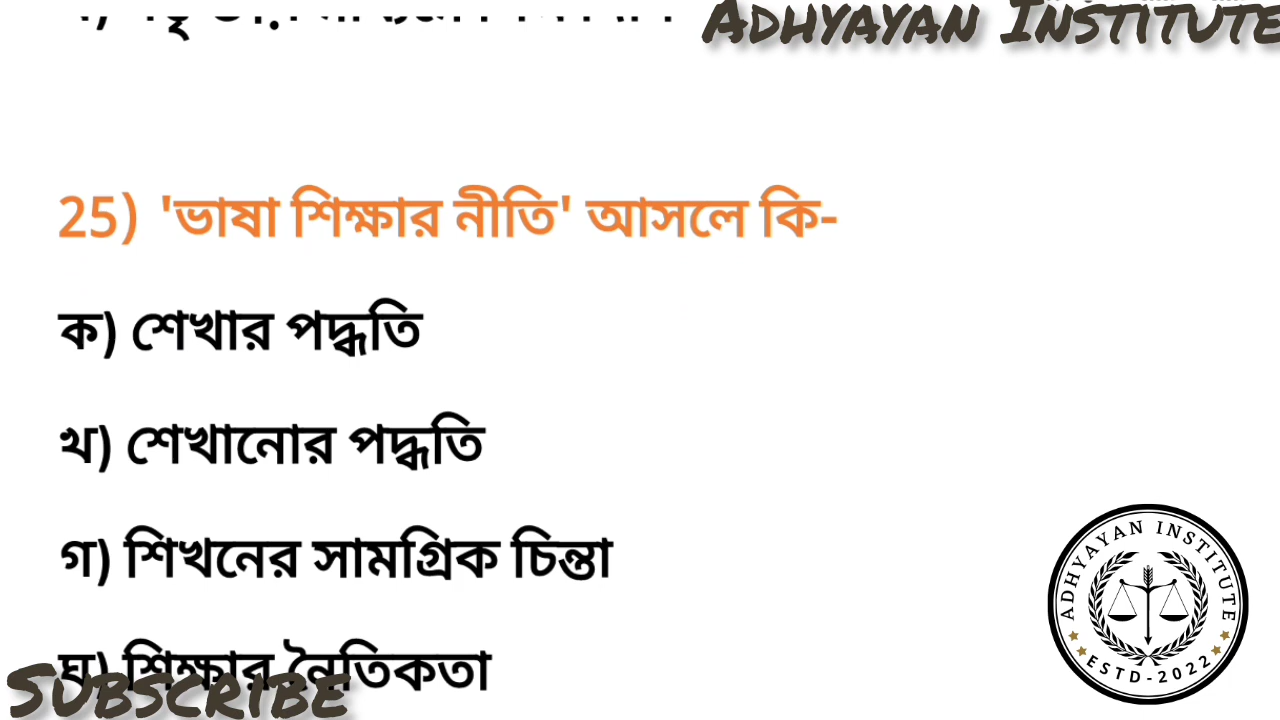 ADHYAYAN INSTITUTE
25) 'ভাষা শিক্ষার নীতি' আসলে কি-
ক) শেখার পদ্ধতি
খ) শেখানোর পদ্ধতি
গ) শিখনের সামগ্রিক চিন্তা
ঘ) শিক্ষার নৈতিকতা
SUBSCRIBE
ADHYAYAN INSTITUTE
ESTD-2022